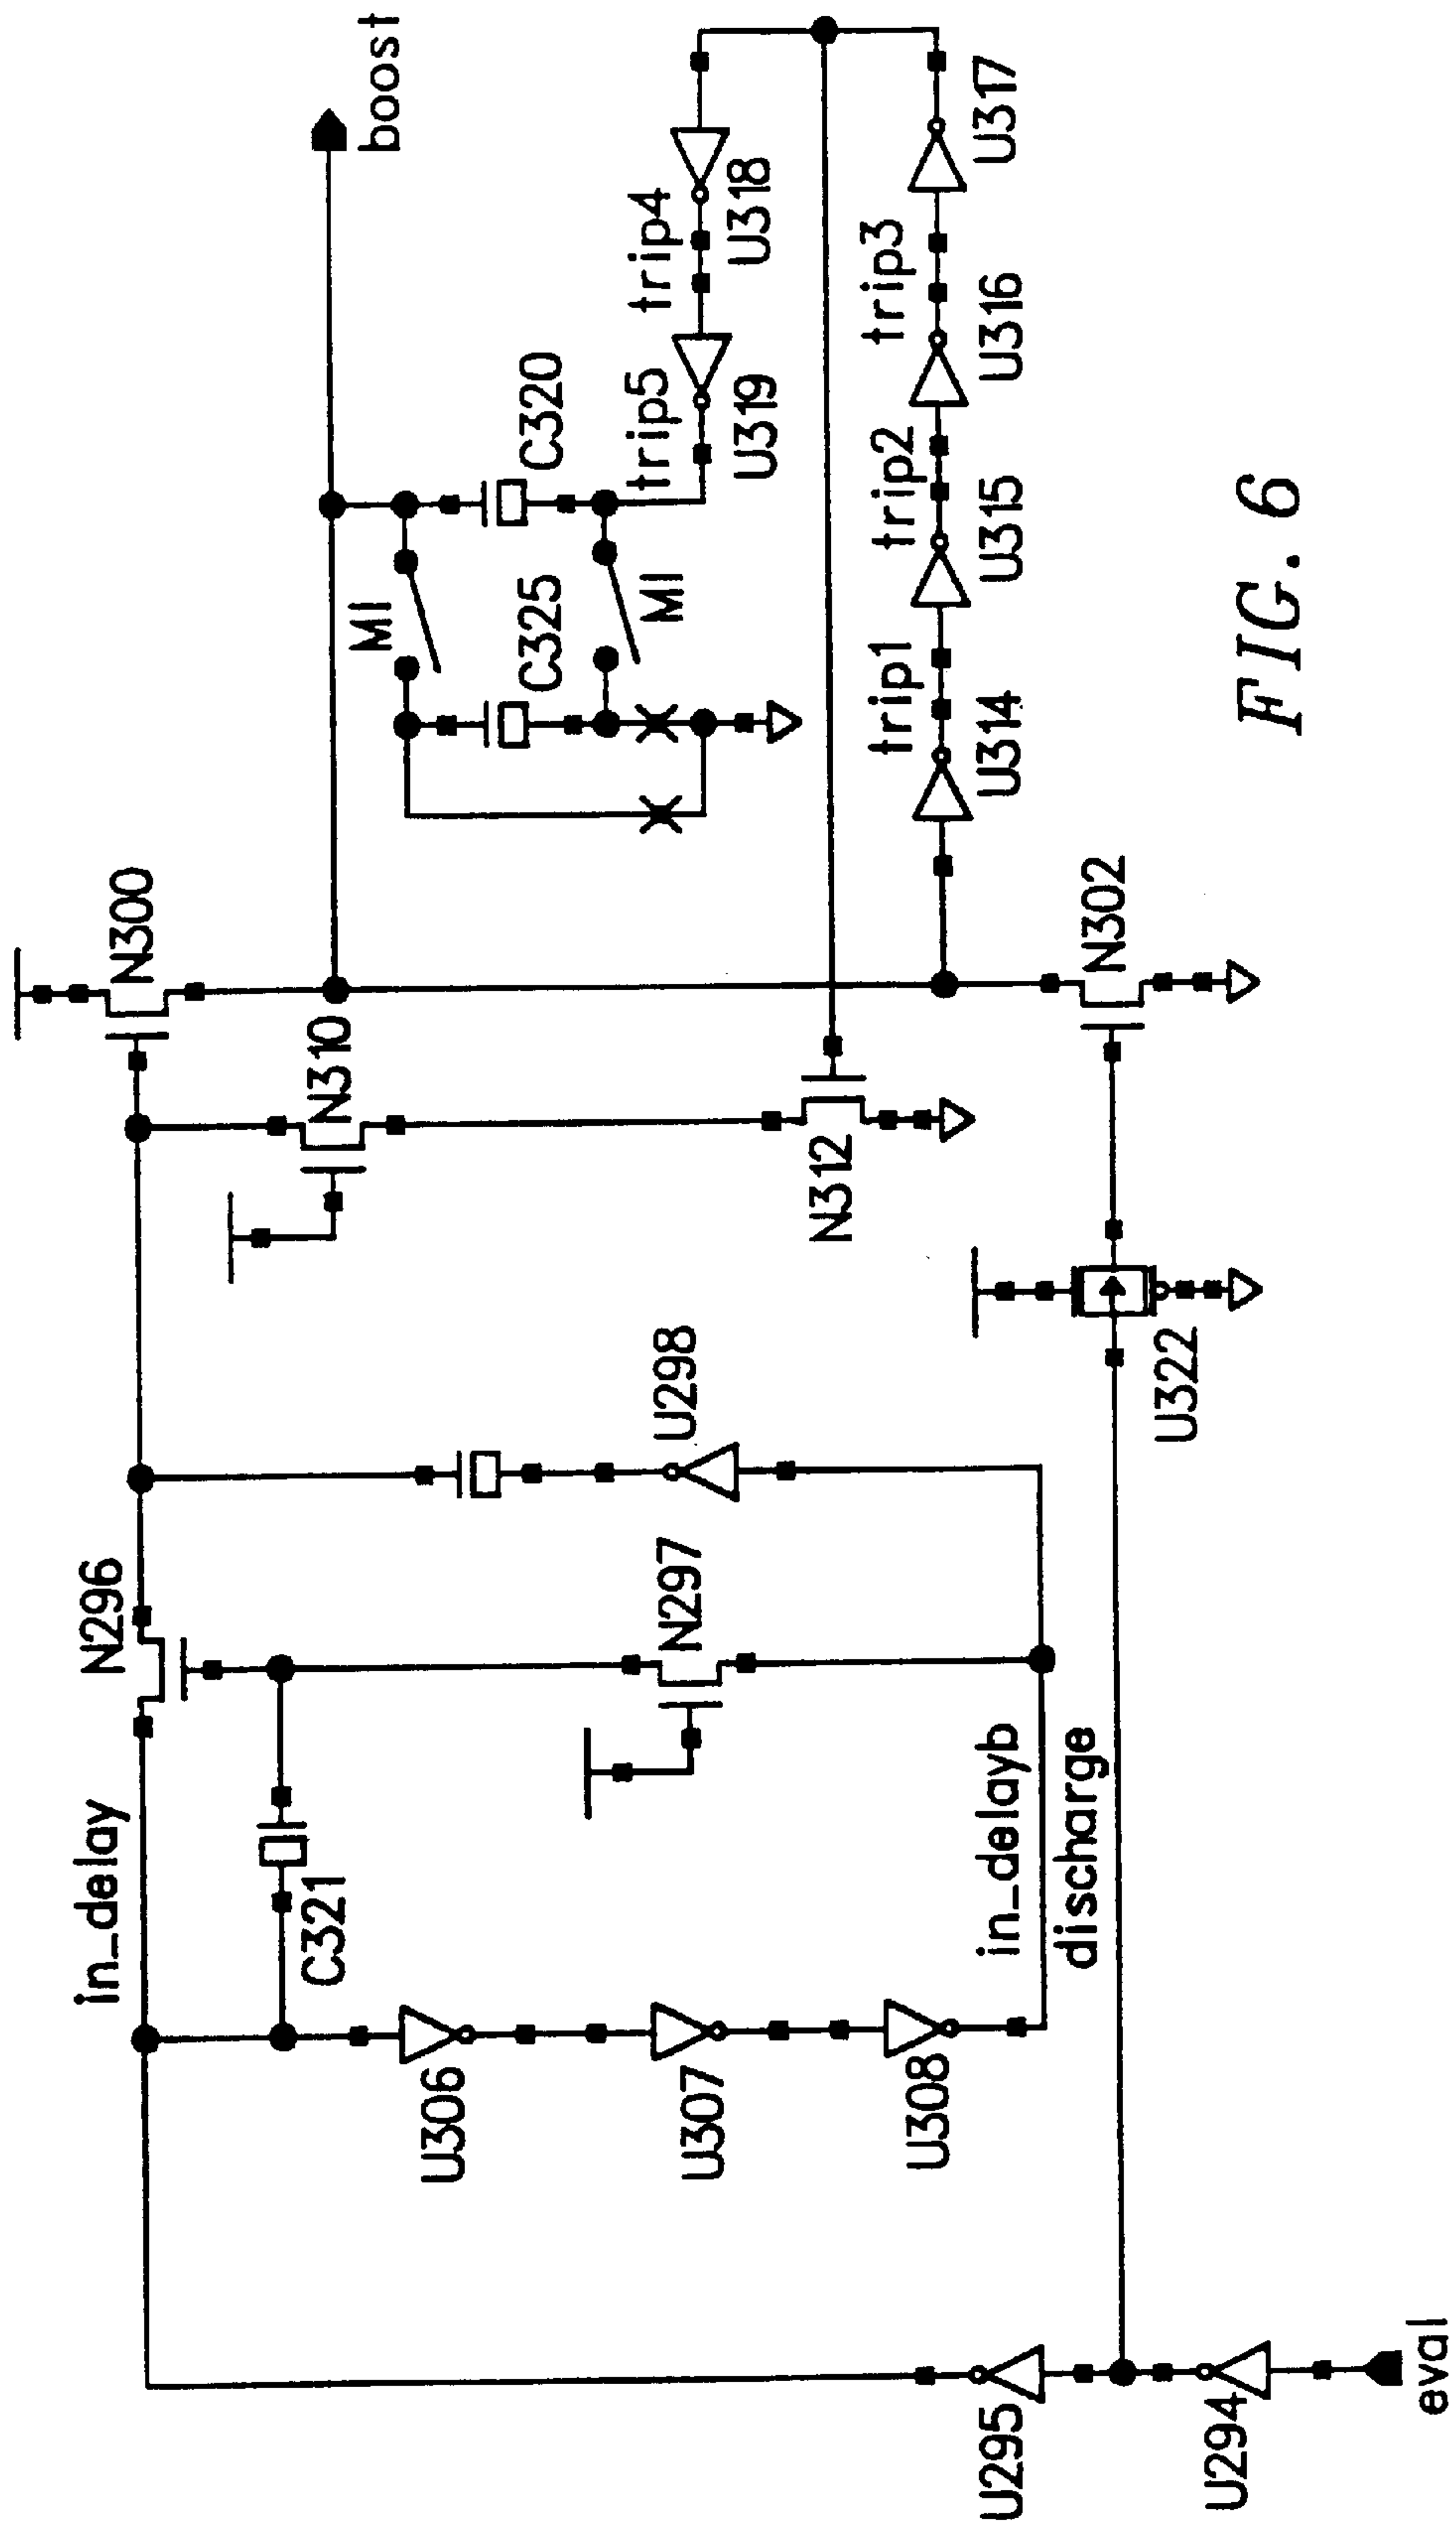 boost
N300
N310
trip4
U318
C320
trip5
U319
MI
C325
MI
U317
trip3
U316
trip2
U315
trip1
U314
N302
N312
U322
U298
N296
N297
in_delay
C321
in_delayb
discharge
U306
U307
U308
U295
U294
eval
FIG. 6